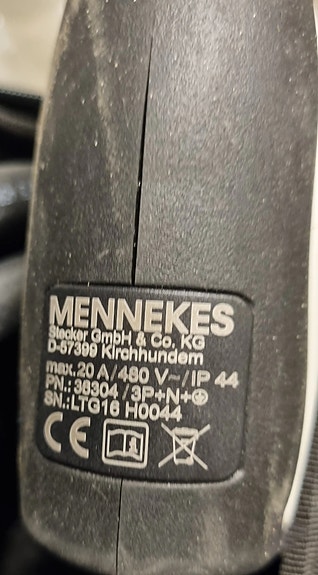 MENNEKES
Stecker GmbH & Co. KG
D-57399 Kirchhundem
max. 20 A / 480 V~ / IP 44
PN.: 36304 / 3P+N+⏚
SN.: LTG16 H0044
CE